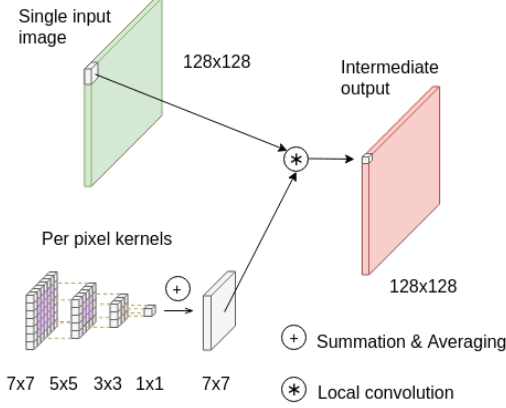 Single input
image
128x128
Intermediate
output
Per pixel kernels
128x128
+
7x7 5x5 3x3 1x1 7x7
+ Summation & Averaging
* Local convolution